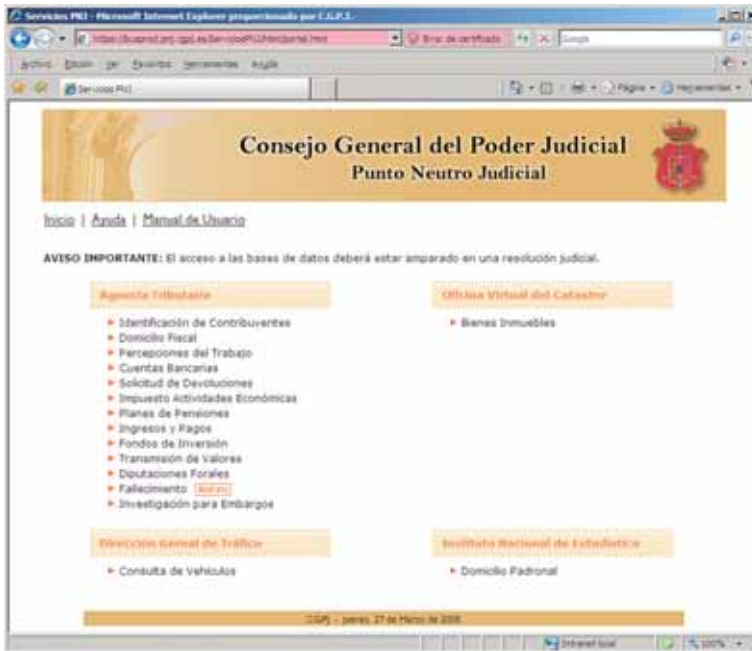 Servicios PNJ - Microsoft Internet Explorer proporcionado por C.G.P.J.
Error de certificado
Google
Archivo Edición Ver Favoritos Herramientas Ayuda
Servicios PNJ
Página
Herramientas
Consejo General del Poder Judicial
Punto Neutro Judicial
Inicio | Ayuda | Manual de Usuario
AVISO IMPORTANTE: El acceso a las bases de datos deberá estar amparado en una resolución judicial.
Agencia Tributaria
Identificación de Contribuyentes
Domicilio Fiscal
Percepciones del Trabajo
Cuentas Bancarias
Solicitud de Devoluciones
Impuesto Actividades Económicas
Planes de Pensiones
Ingresos y Pagos
Fondos de Inversión
Transmisión de Valores
Diputaciones Forales
Fallecimiento
Investigación para Embargos
Oficina Virtual del Catastro
Bienes Inmuebles
Dirección General de Tráfico
Consulta de Vehículos
Instituto Nacional de Estadística
Domicilio Padronal
CGPJ - jueves, 27 de Marzo de 2008
Intranet local
100%